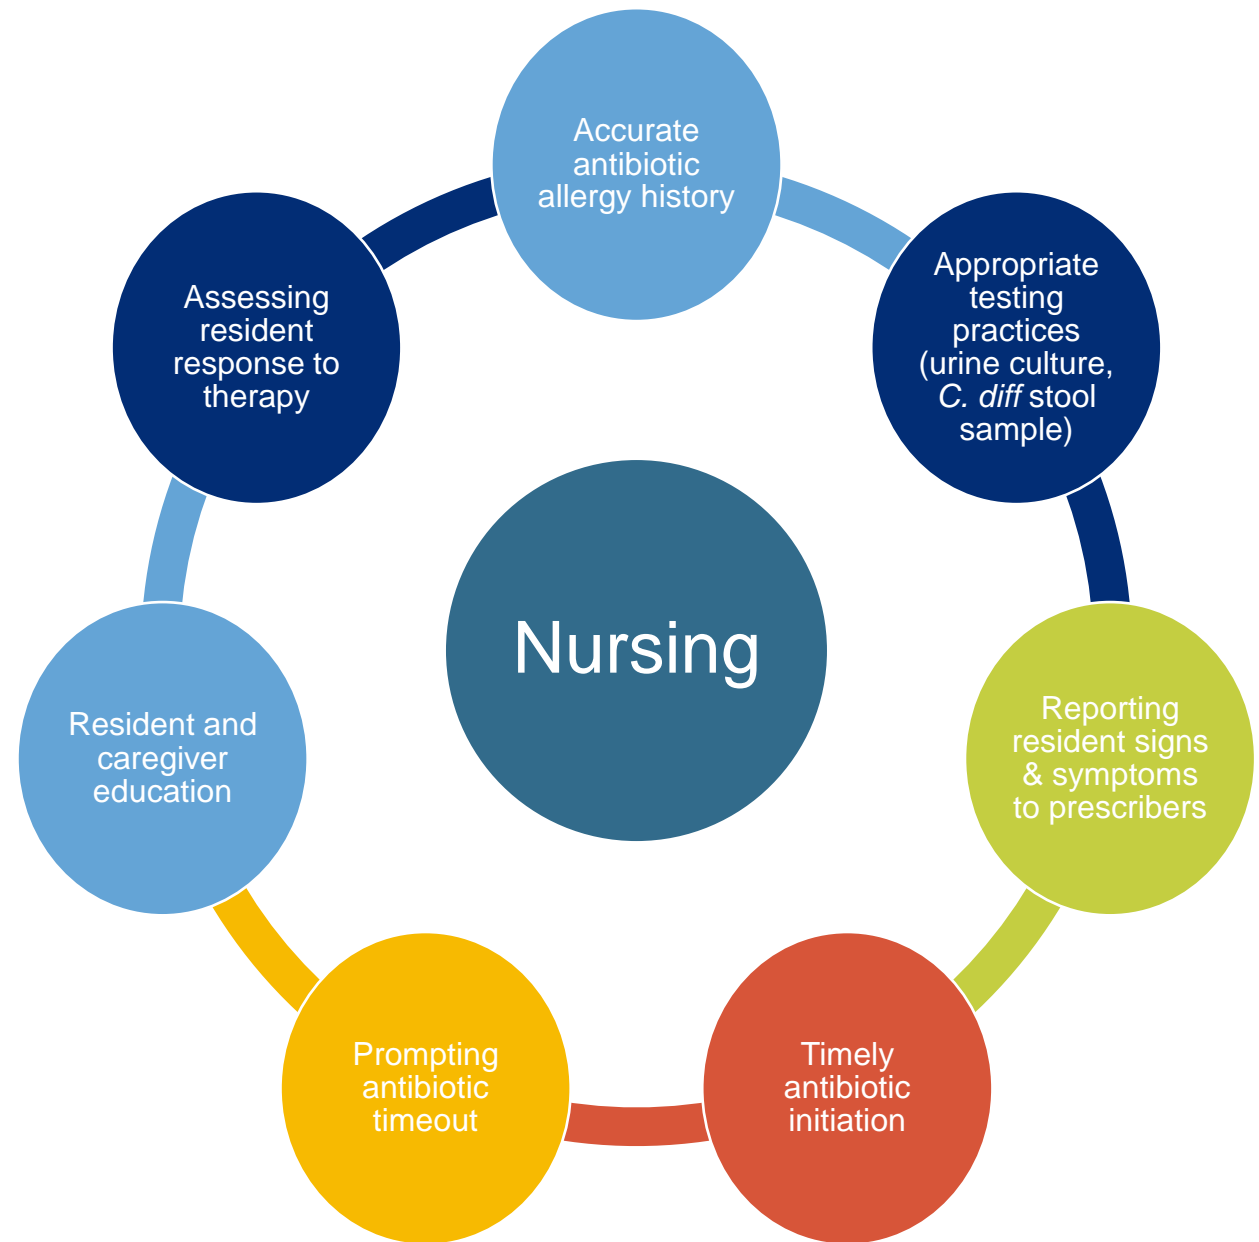 Accurate
antibiotic
allergy history
Appropriate
testing
practices
(urine culture,
C. diff stool
sample)
Reporting
resident signs
& symptoms
to prescribers
Timely
antibiotic
initiation
Prompting
antibiotic
timeout
Resident and
caregiver
education
Assessing
resident
response to
therapy
Nursing